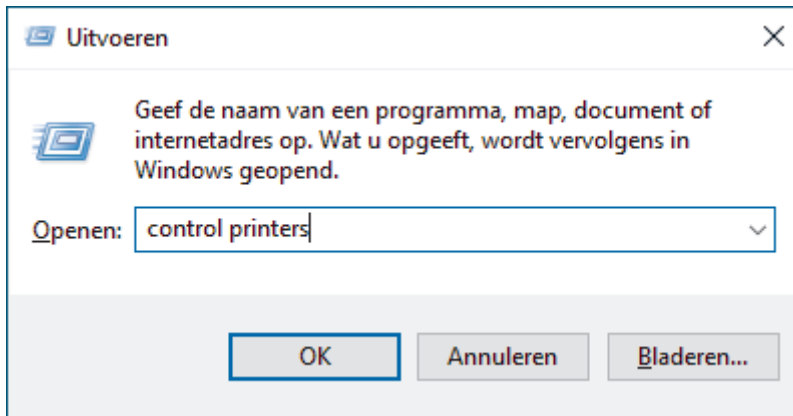 Uitvoeren
Geef de naam van een programma, map, document of
internetadres op. Wat u opgeeft, wordt vervolgens in
Windows geopend.
Openen: control printers
OK Annuleren Bladeren...